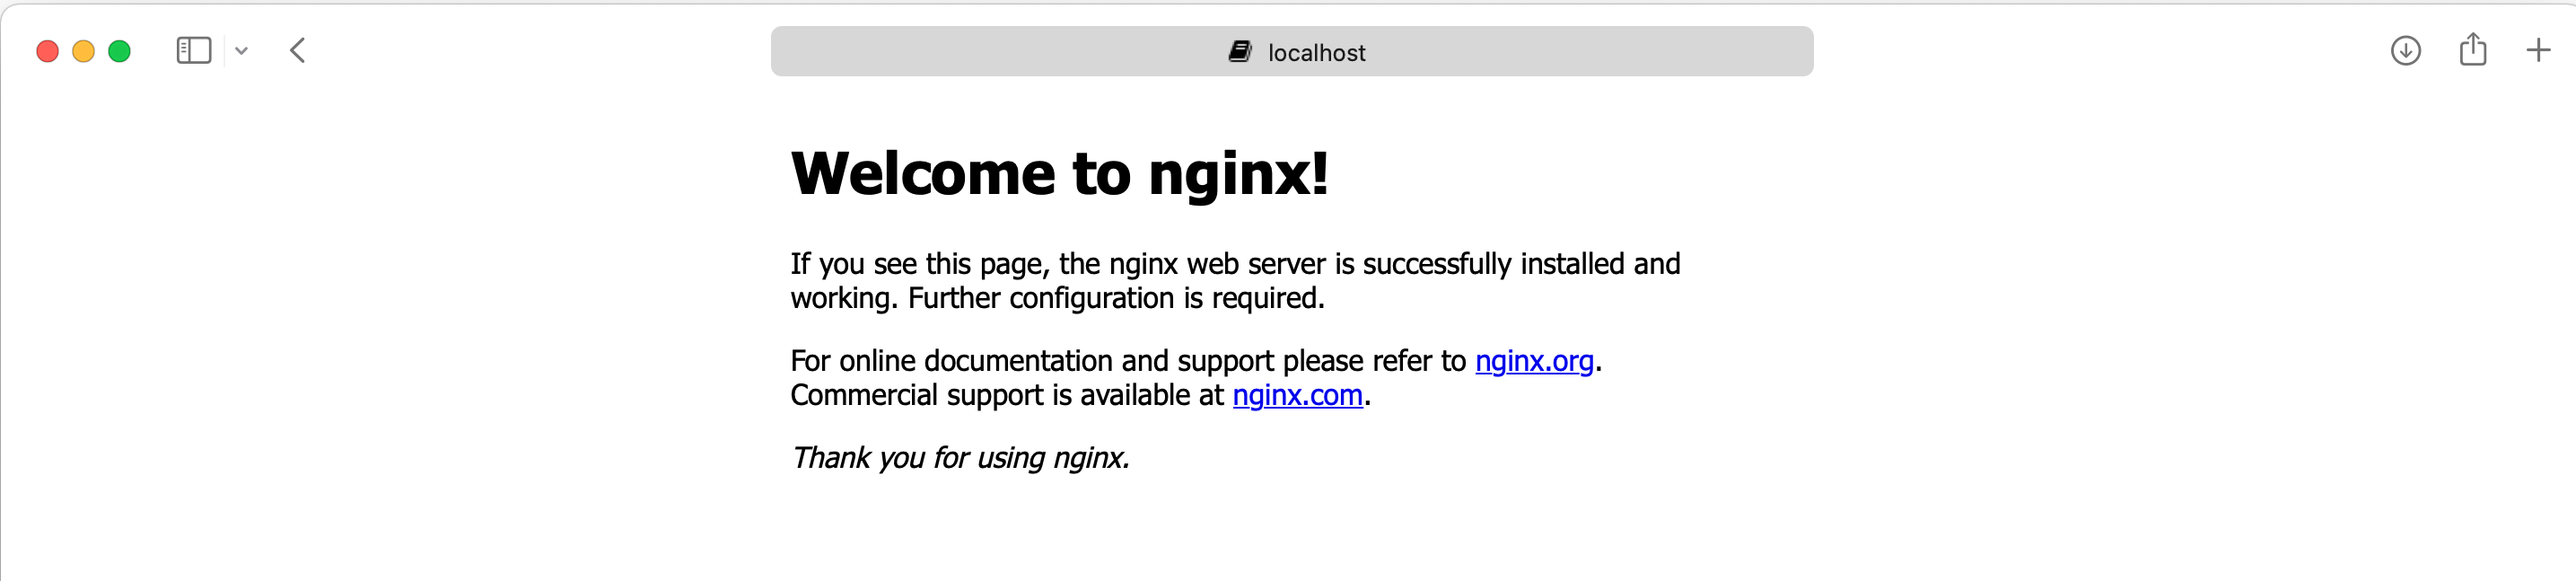 localhost
Welcome to nginx!
If you see this page, the nginx web server is successfully installed and
working. Further configuration is required.
For online documentation and support please refer to nginx.org.
Commercial support is available at nginx.com.
Thank you for using nginx.